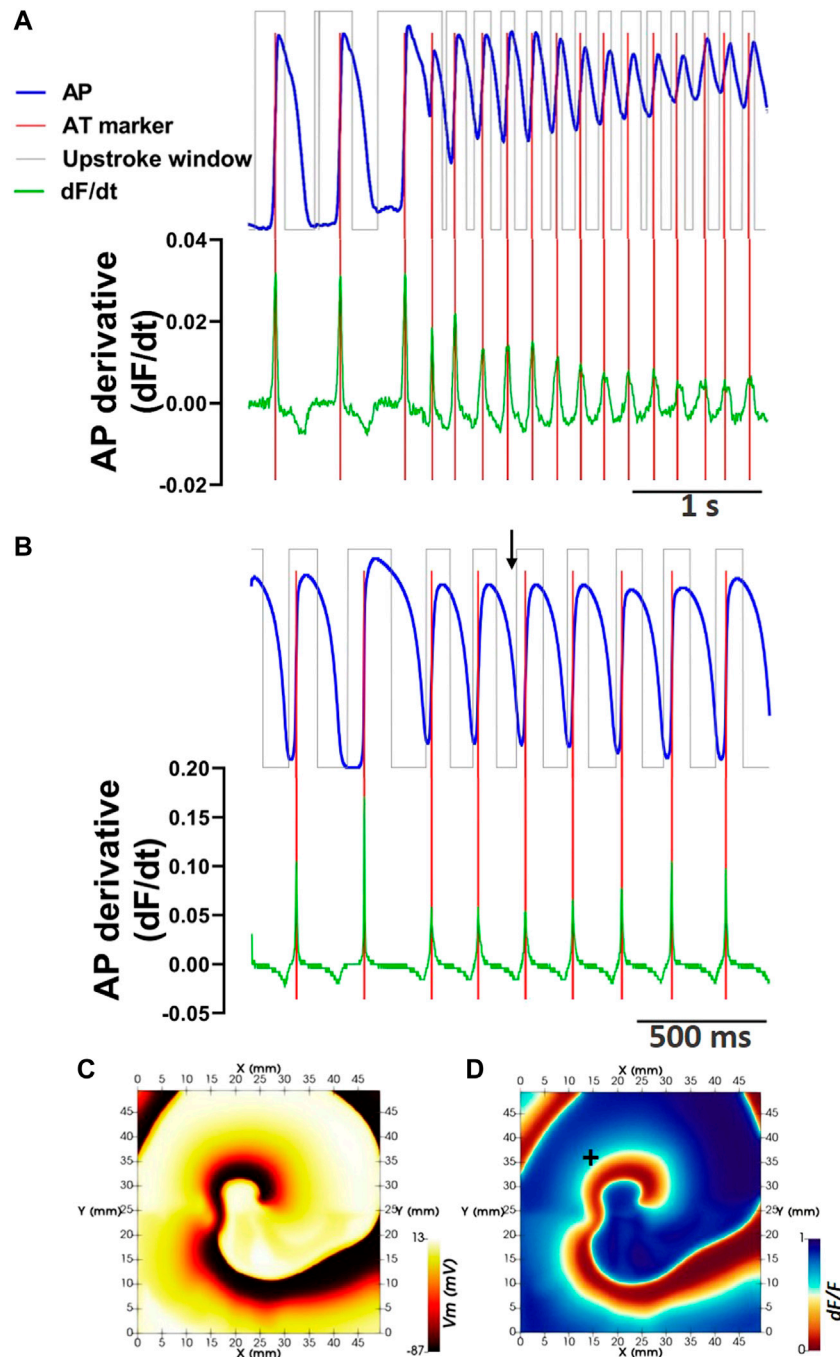 A
AP
AT marker
Upstroke window
dF/dt
AP derivative
(dF/dt)
0.04
0.02
0.00
-0.02
1 s
B
AP derivative
(dF/dt)
0.20
0.15
0.10
0.05
0.00
-0.05
500 ms
C
X (mm)
0 5 10 15 20 25 30 35 40 45
45 45
40 40
35 35
30 30
Y (mm) 25 25 Y (mm)
20 20
15 15
10 10
5 5
0 0
0 5 10 15 20 25 30 35 40 45
X (mm)
13
-87
Vm (mV)
D
X (mm)
0 5 10 15 20 25 30 35 40 45
45 45
40 40
35 35
30 30
Y (mm) 25 25 Y (mm)
20 20
15 15
10 10
5 5
0 0
0 5 10 15 20 25 30 35 40 45
X (mm)
1
0
dF/F